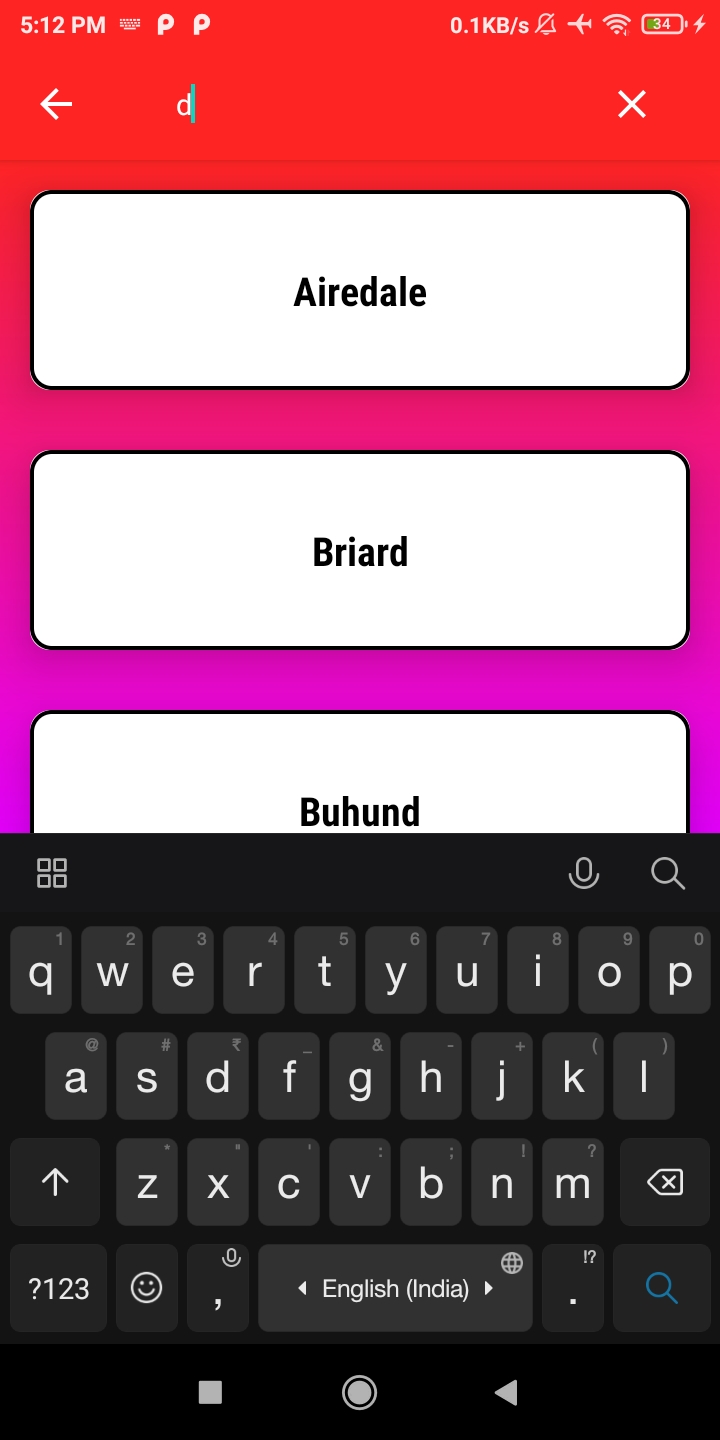 5:12 PM 0.1KB/s 34
d
Airedale
Briard
Buhund
1 2 3 4 5 6 7 8 9 0
q w e r t y u i o p
@ # ₹ _ & - + ( )
a s d f g h j k l
* " ' : ; ! ?
z x c v b n m
!?
?123 , English (India) .